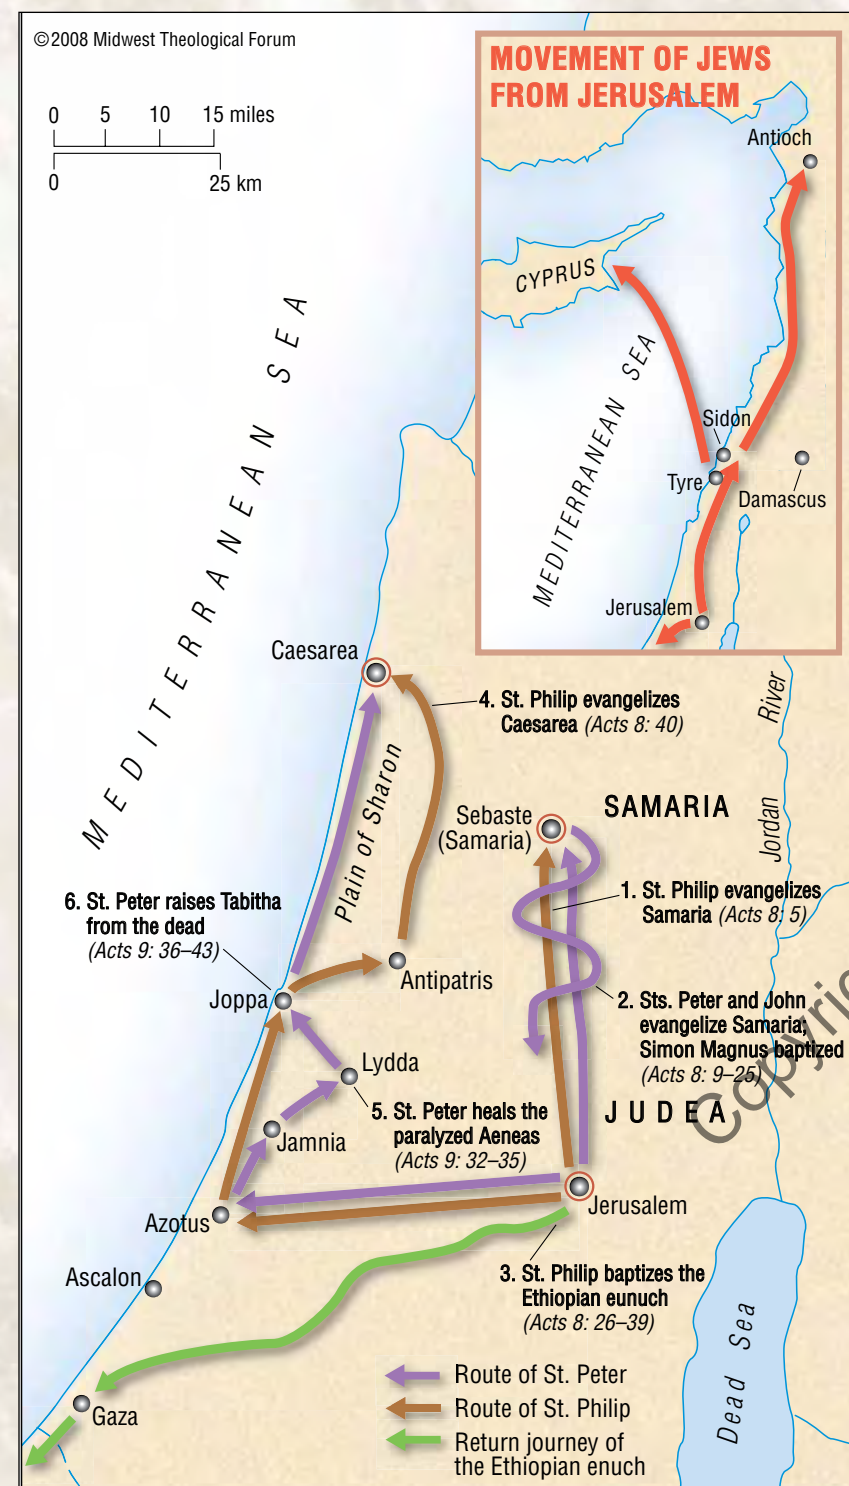 ©2008 Midwest Theological Forum
0 5 10 15 miles
0 25 km
MOVEMENT OF JEWS
FROM JERUSALEM
Antioch
CYPRUS
MEDITERRANEAN SEA
Sidon
Tyre
Damascus
Jerusalem
MEDITERRANEAN SEA
Caesarea
4. St. Philip evangelizes
Caesarea (Acts 8: 40)
River
Jordan
Plain of Sharon
Sebaste
(Samaria)
SAMARIA
1. St. Philip evangelizes
Samaria (Acts 8: 5)
6. St. Peter raises Tabitha
from the dead
(Acts 9: 36–43)
Antipatris
Joppa
2. Sts. Peter and John
evangelize Samaria;
Simon Magnus baptized
(Acts 8: 9–25)
Copyri
Lydda
5. St. Peter heals the
paralyzed Aeneas
(Acts 9: 32–35)
JUDEA
Jamnia
Jerusalem
Azotus
Ascalon
3. St. Philip baptizes the
Ethiopian eunuch
(Acts 8: 26–39)
Dead Sea
Gaza
Route of St. Peter
Route of St. Philip
Return journey of
the Ethiopian enuch